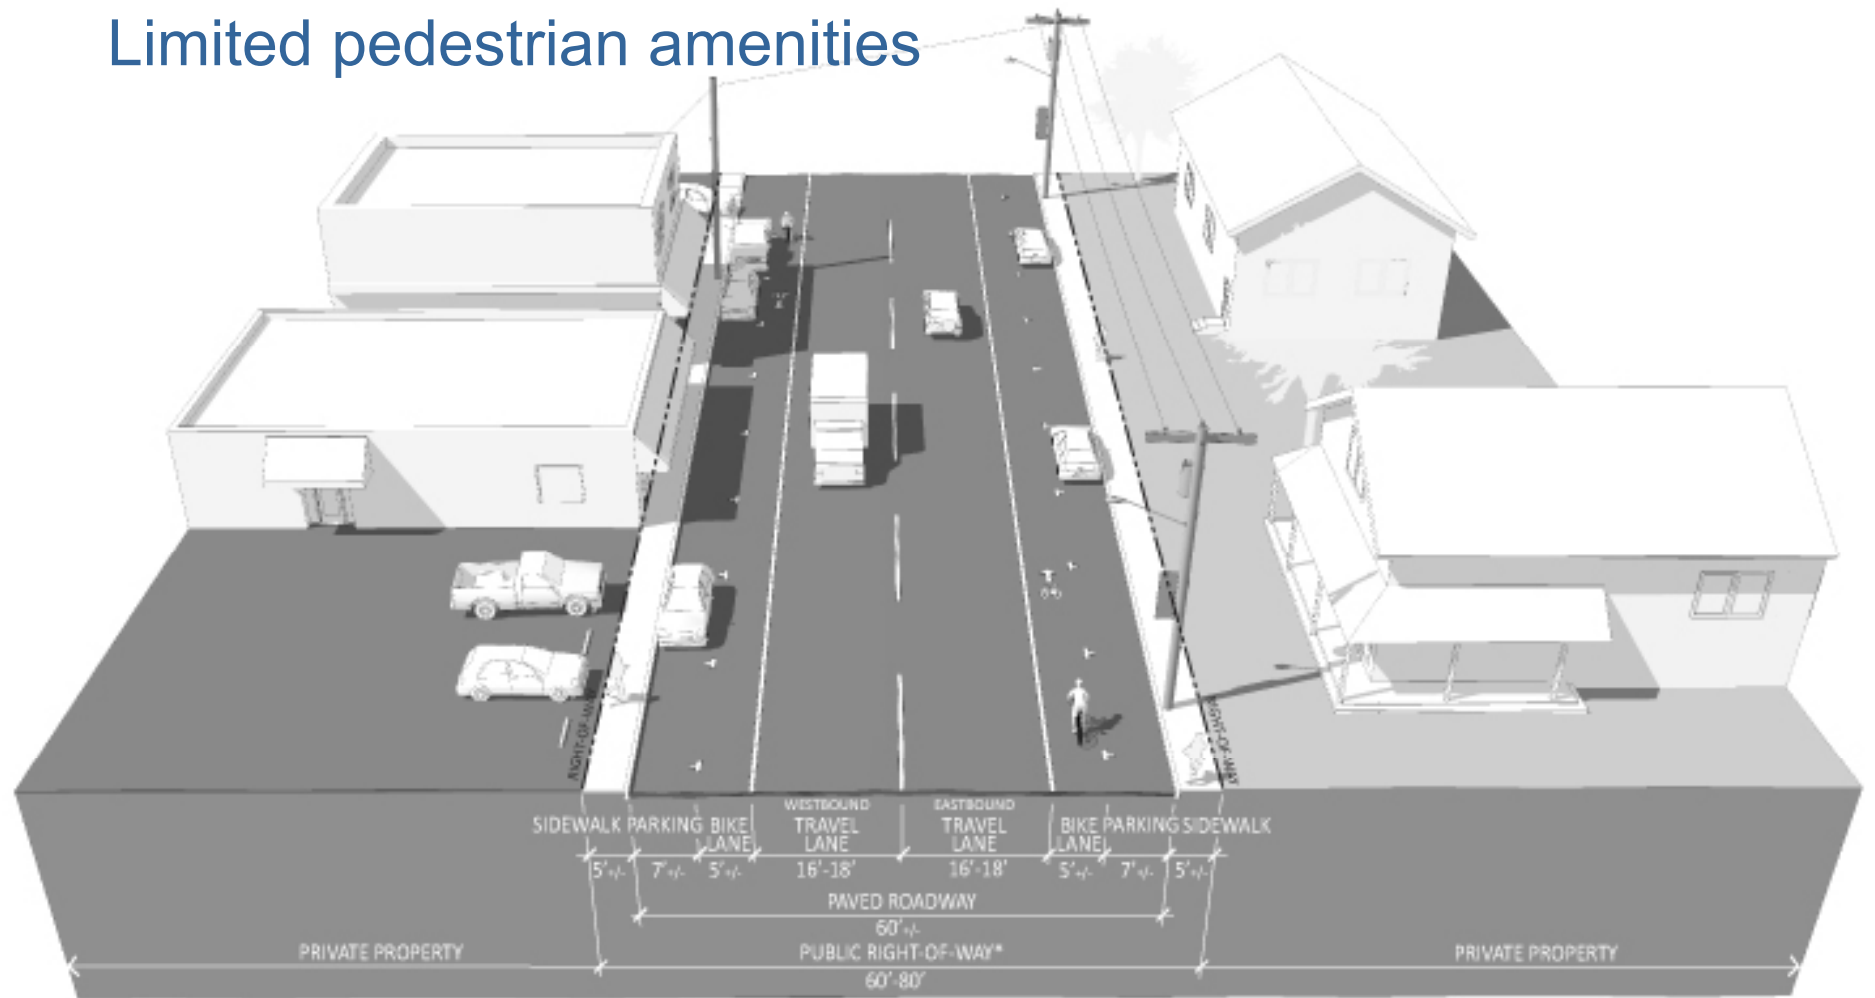 Limited pedestrian amenities
RIGHT-OF-WAY
RIGHT-OF-WAY
WESTBOUND EASTBOUND
SIDEWALK PARKING BIKE LANE TRAVEL LANE TRAVEL LANE BIKE LANE PARKING SIDEWALK
5'+/- 7'+/- 5'+/- 16'-18' 16'-18' 5'+/- 7'+/- 5'+/-
PAVED ROADWAY
60'+/-
PRIVATE PROPERTY PUBLIC RIGHT-OF-WAY* PRIVATE PROPERTY
60'-80'